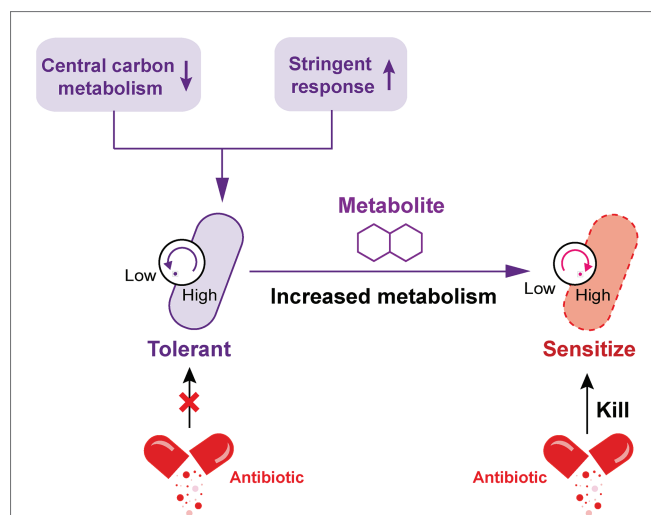 Central carbon
metabolism
Stringent
response
Metabolite
Low
High
Increased metabolism
Low
High
Tolerant
Sensitize
Kill
Antibiotic
Antibiotic